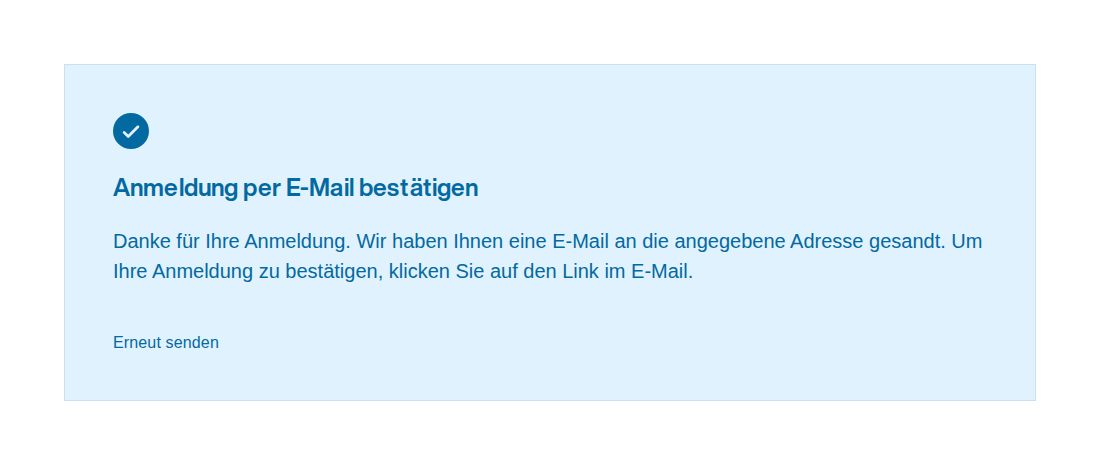 Anmeldung per E-Mail bestätigen
Danke für Ihre Anmeldung. Wir haben Ihnen eine E-Mail an die angegebene Adresse gesandt. Um
Ihre Anmeldung zu bestätigen, klicken Sie auf den Link im E-Mail.
Erneut senden